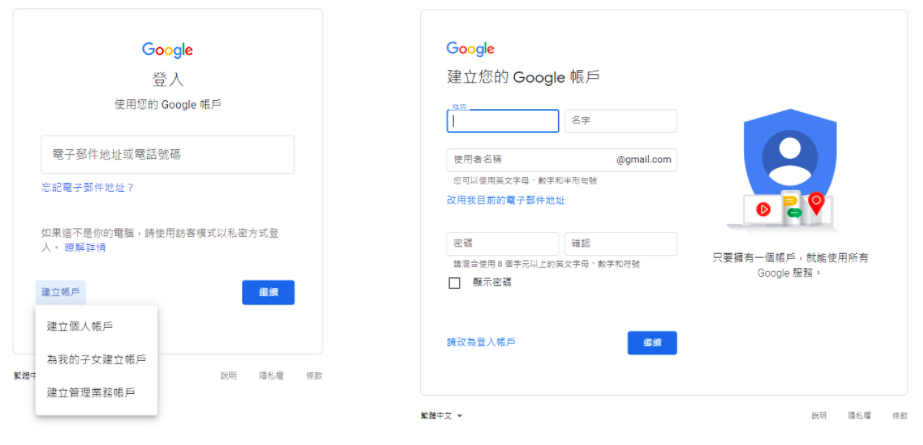 Google
登入
使用您的 Google 帳戶
電子郵件地址或電話號碼
忘記電子郵件地址？
如果這不是你的電腦，請使用訪客模式以私密方式登
入。 瞭解詳情
建立帳戶
繼續
建立個人帳戶
為我的子女建立帳戶
建立管理業務帳戶
繁體中
說明 隱私權 條款
Google
建立您的 Google 帳戶
姓氏
名字
使用者名稱 @gmail.com
您可以使用英文字母、數字和半形句號
改用我目前的電子郵件地址
密碼 確認
請混合使用 8 個字元以上的英文字母、數字和符號
顯示密碼
請改為登入帳戶 繼續
只要擁有一個帳戶，就能使用所有
Google 服務。
繁體中文
說明 隱私權 條款